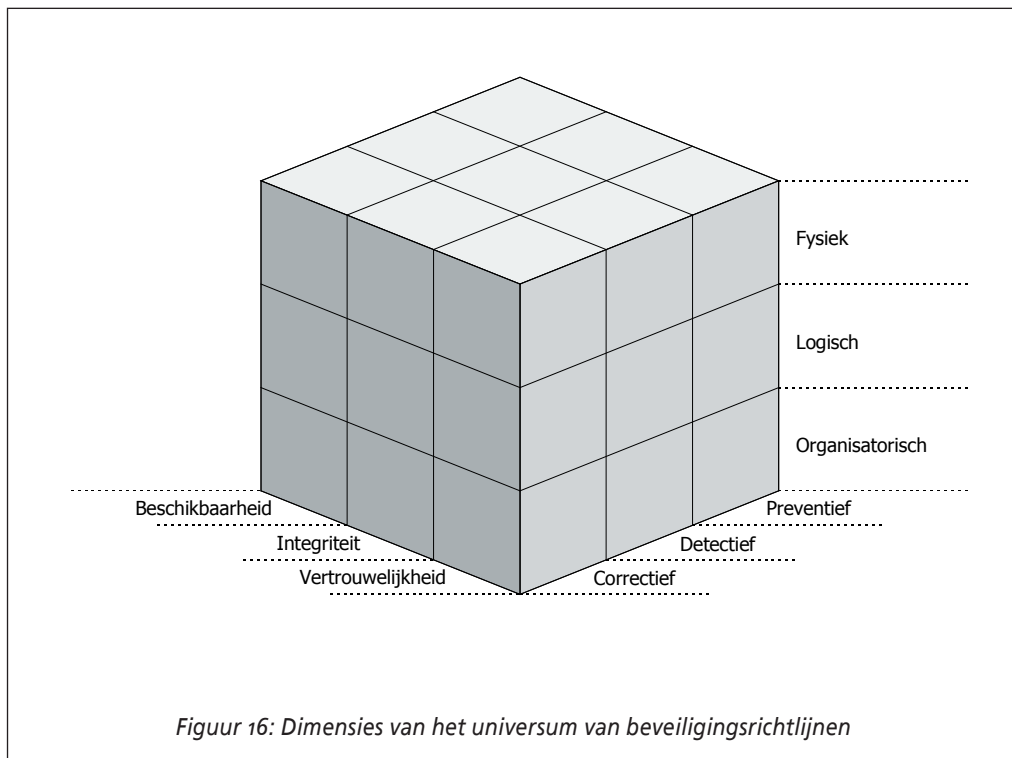 Fysiek
Logisch
Organisatorisch
Beschikbaarheid
Preventief
Integriteit
Detectief
Vertrouwelijkheid
Correctief
Figuur 16: Dimensies van het universum van beveiligingsrichtlijnen